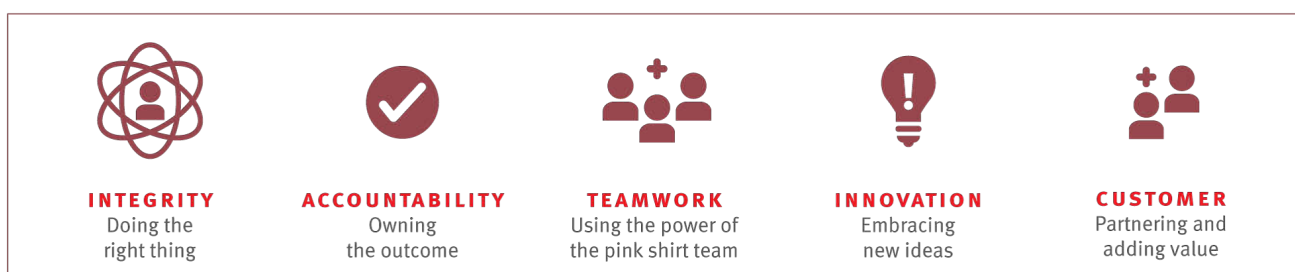 INTEGRITY
Doing the
right thing
ACCOUNTABILITY
Owning
the outcome
TEAMWORK
Using the power of
the pink shirt team
INNOVATION
Embracing
new ideas
CUSTOMER
Partnering and
adding value